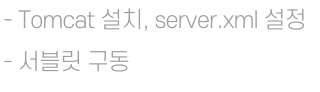 - Tomcat 설치, server.xml 설정
- 서블릿 구동